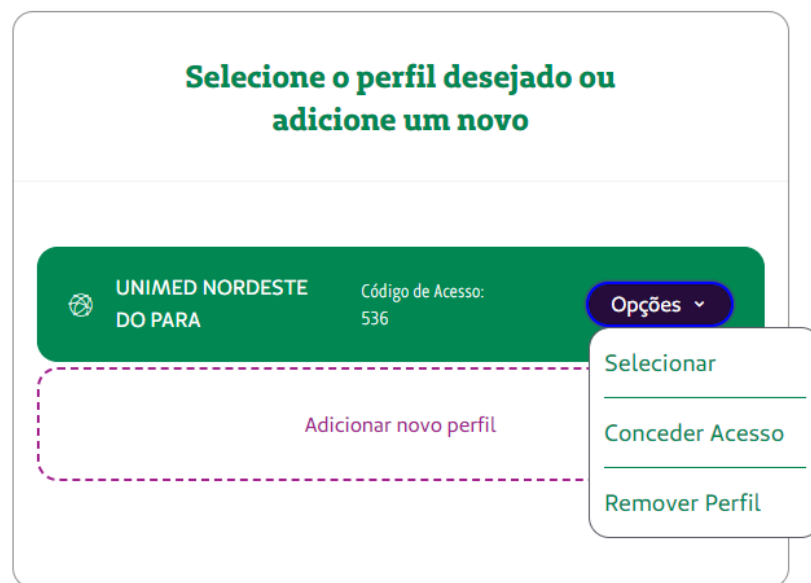 Selecione o perfil desejado ou
adicione um novo
UNIMED NORDESTE
DO PARA
Código de Acesso:
536
Opções
Selecionar
Conceder Acesso
Remover Perfil
Adicionar novo perfil